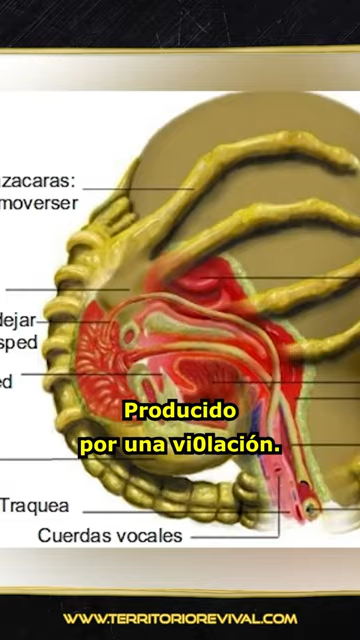 zacaras:
moverser
dejar
sped
ed
Producido
por una vi0lación.
Traquea
Cuerdas vocales
WWW.TERRITORIOREVIVAL.COM